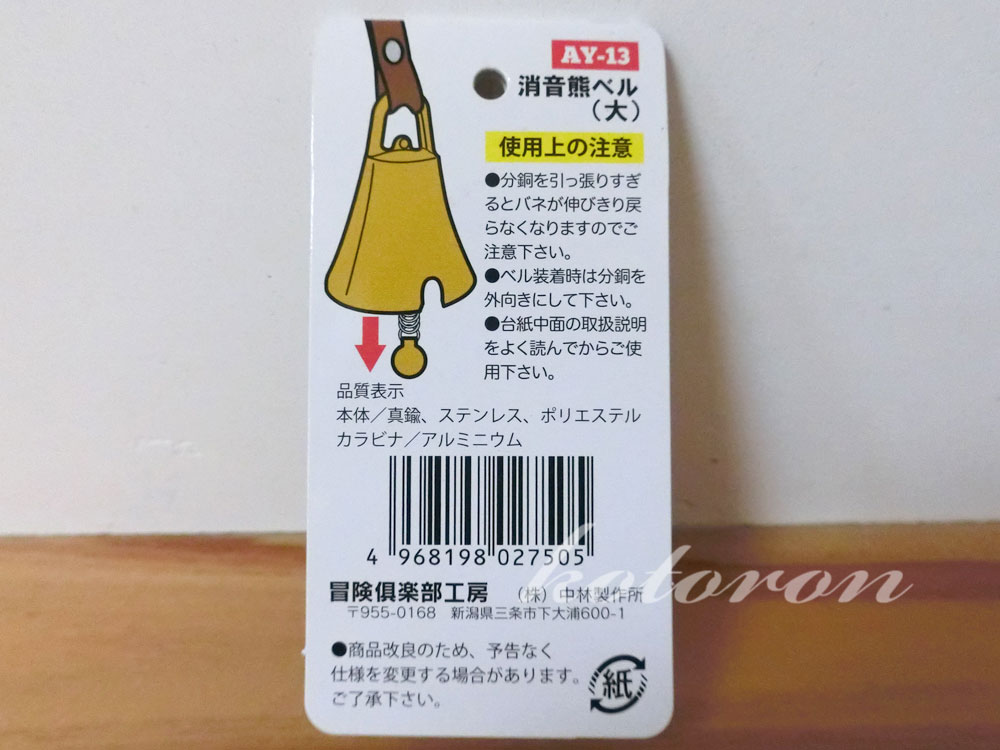 AY-13
消音熊ベル
（大）
使用上の注意
●分銅を引っ張りすぎ
るとバネが伸びきり戻
らなくなりますのでご
注意下さい。
●ベル装着時は分銅を
外向きにして下さい。
●台紙中面の取扱説明
をよく読んでからご使
用下さい。
品質表示
本体／真鍮、ステンレス、ポリエステル
カラビナ／アルミニウム
4 968198 027505
kotoron
冒険倶楽部工房 （株）中林製作所
〒955-0168 新潟県三条市下大浦600-1
●商品改良のため、予告なく
仕様を変更する場合があります。
ご了承下さい。
紙